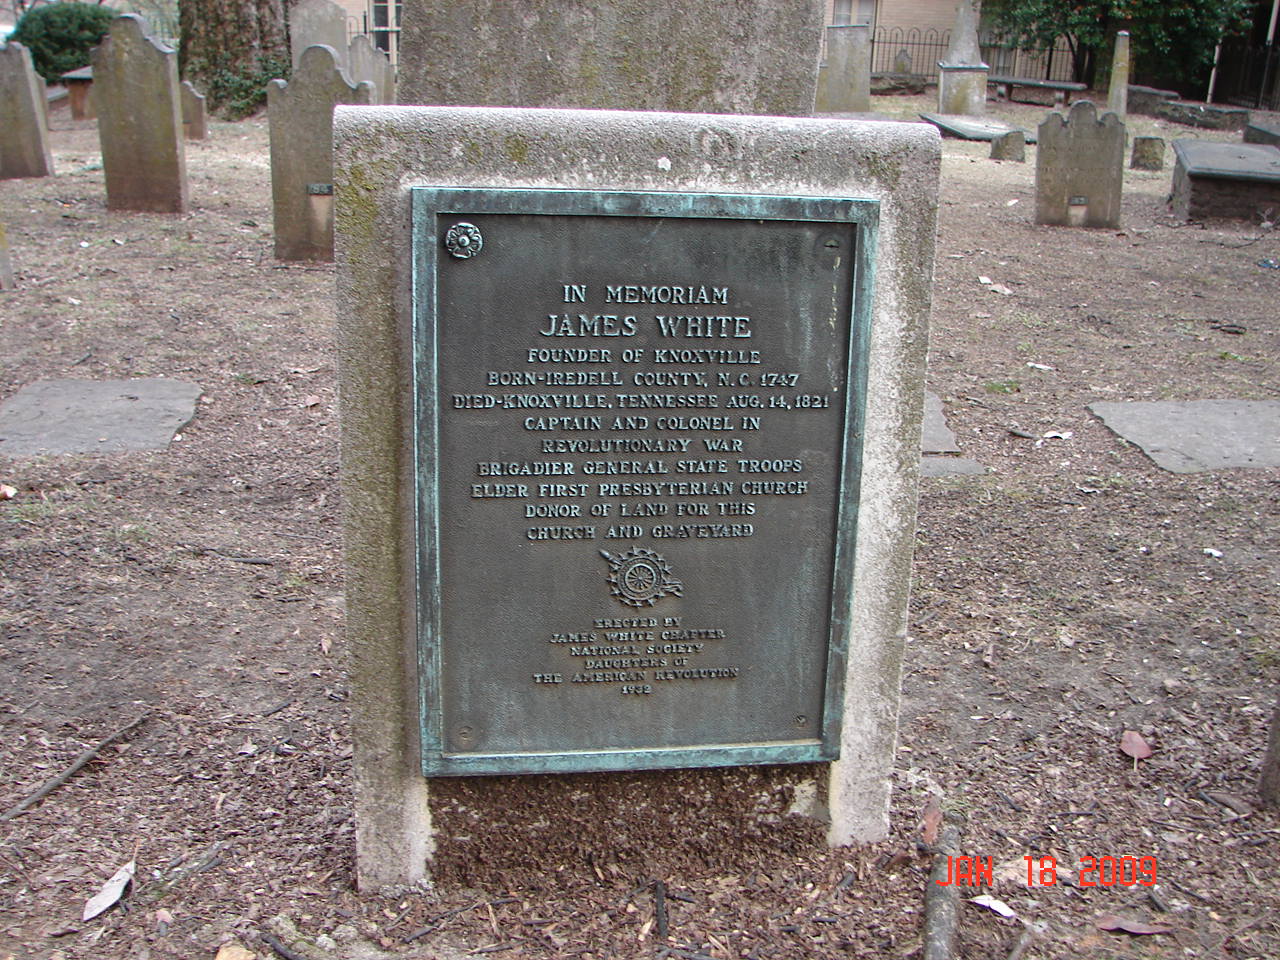 IN MEMORIAM
JAMES WHITE
FOUNDER OF KNOXVILLE
BORN-IREDELL COUNTY, N.C. 1747
DIED-KNOXVILLE, TENNESSEE AUG. 14, 1821
CAPTAIN AND COLONEL IN
REVOLUTIONARY WAR
BRIGADIER GENERAL STATE TROOPS
ELDER FIRST PRESBYTERIAN CHURCH
DONOR OF LAND FOR THIS
CHURCH AND GRAVEYARD
ERECTED BY
JAMES WHITE CHAPTER
NATIONAL SOCIETY
DAUGHTERS OF
THE AMERICAN REVOLUTION
1932
JAN 18 2009